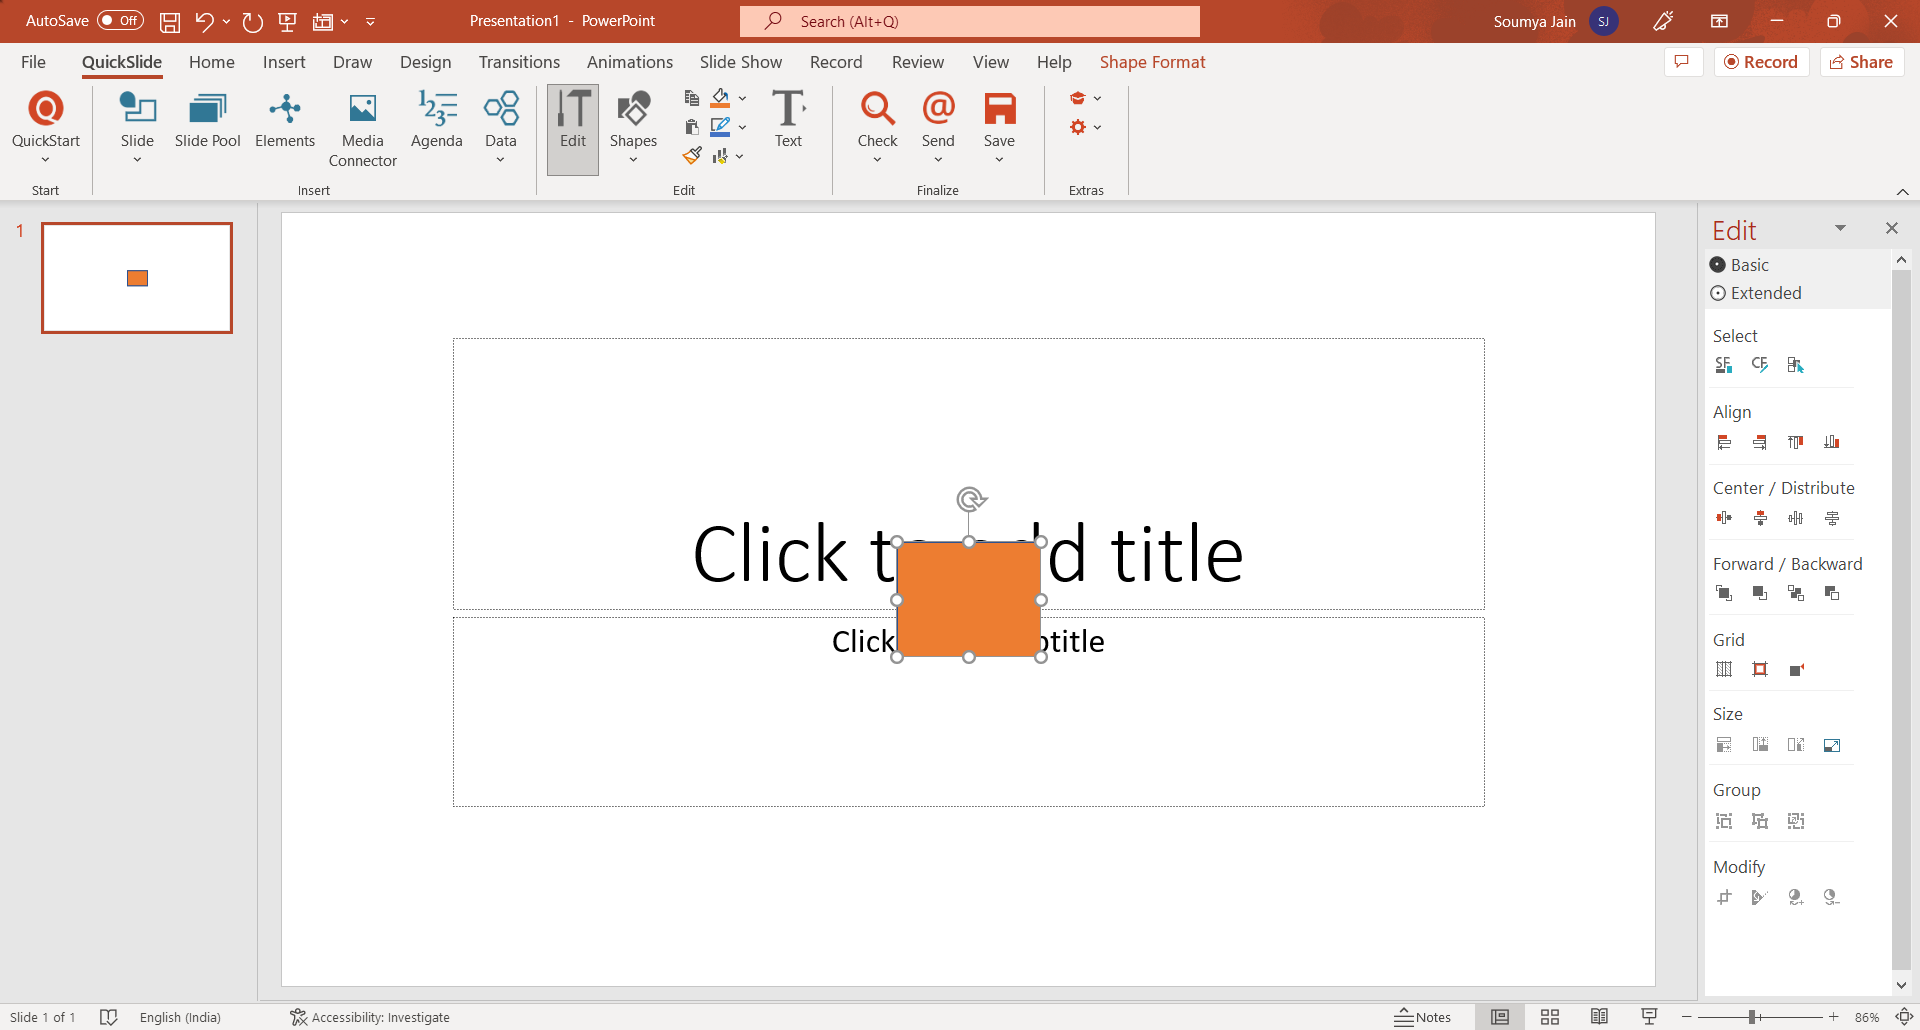 AutoSave Off
Presentation1 - PowerPoint
Search (Alt+Q)
Soumya Jain SJ
File QuickSlide Home Insert Draw Design Transitions Animations Slide Show Record Review View Help Shape Format
Record Share
QuickStart
Slide
Slide Pool
Elements
Media
Connector
Agenda
Data
Edit
Shapes
Text
Check
Send
Save
Start
Insert
Edit
Finalize
Extras
1
Click title
Click
Edit
Basic
Extended
Select
SF CF
Align
Center / Distribute
Forward / Backward
Grid
Size
Group
Modify
Slide 1 of 1
English (India)
Accessibility: Investigate
Notes
86%